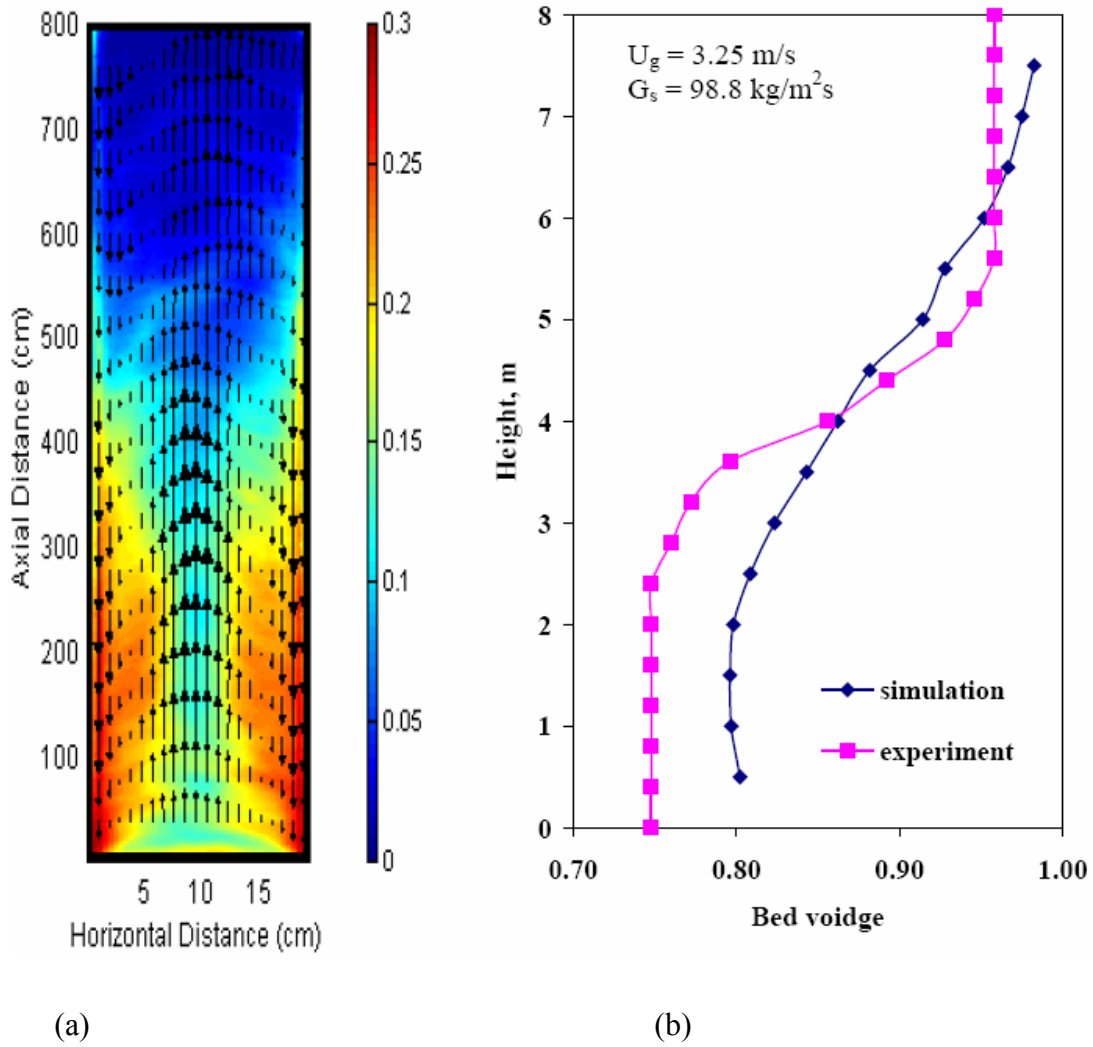 800
700
600
500
400
300
200
100
Axial Distance (cm)
5 10 15
Horizontal Distance (cm)
0.3
0.25
0.2
0.15
0.1
0.05
0
(a)
U_g = 3.25 m/s
G_s = 98.8 kg/m²s
8
7
6
5
4
3
2
1
0
Height, m
simulation
experiment
0.70 0.80 0.90 1.00
Bed voidge
(b)